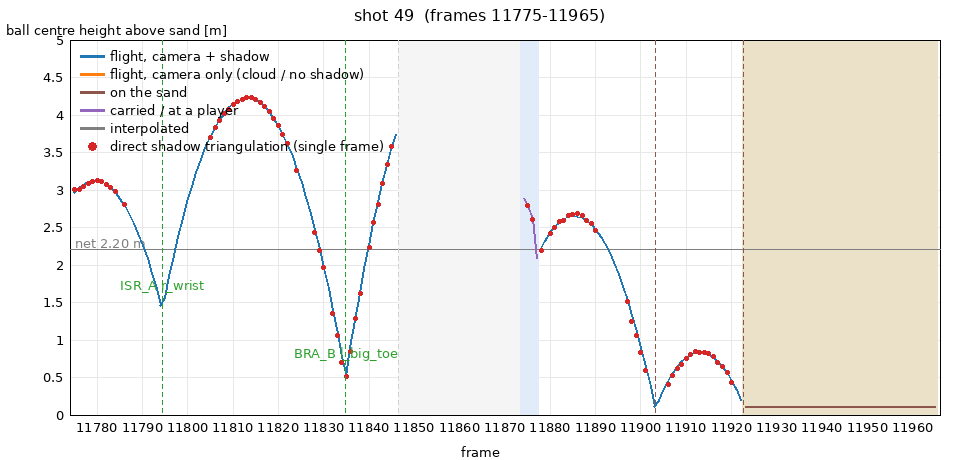 shot 49  (frames 11775-11965)
ball centre height above sand [m]
flight, camera + shadow
flight, camera only (cloud / no shadow)
on the sand
carried / at a player
interpolated
direct shadow triangulation (single frame)
net 2.20 m
ISR_A r_wrist
BRA_B r_big_toe
5
4.5
4
3.5
3
2.5
2
1.5
1
0.5
0
11780 11790 11800 11810 11820 11830 11840 11850 11860 11870 11880 11890 11900 11910 11920 11930 11940 11950 11960
frame